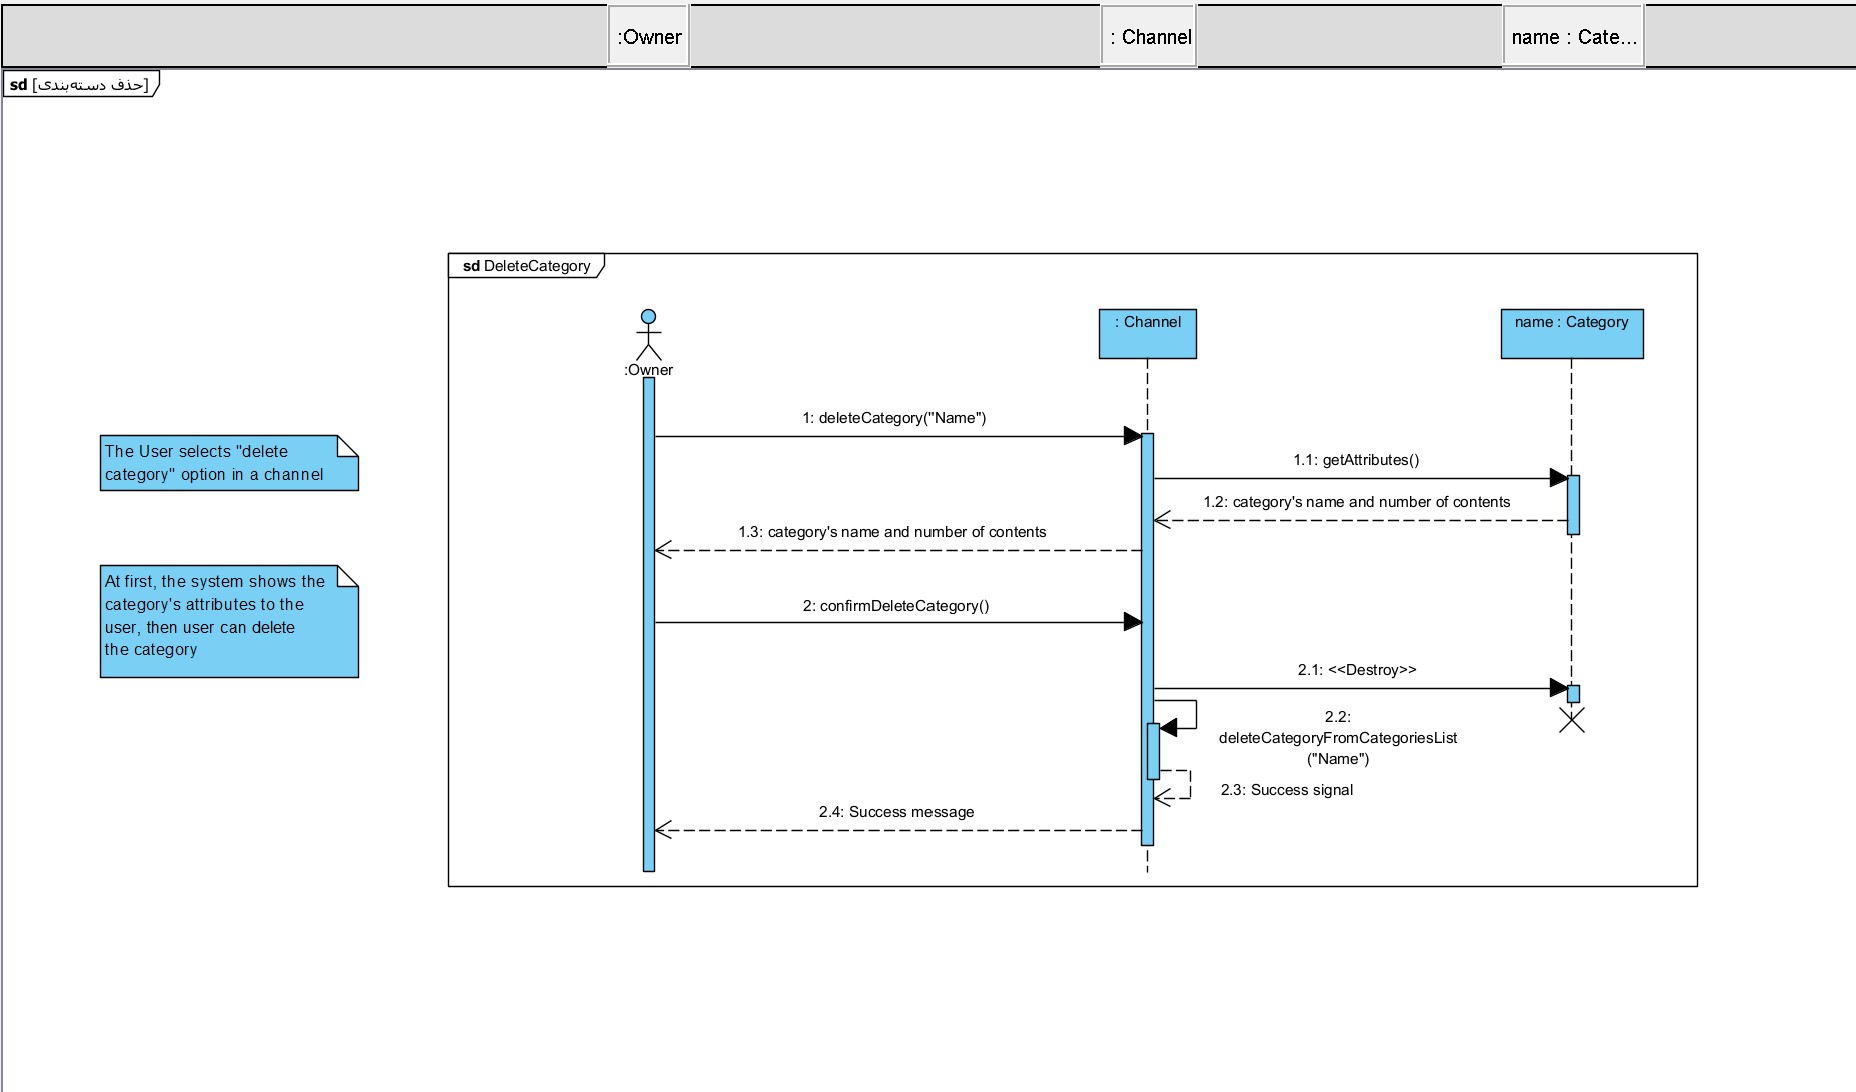 :Owner
: Channel
name : Cate...
sd [حذف دسته‌بندی]
sd DeleteCategory
:Owner
: Channel
name : Category
The User selects "delete
category" option in a channel
At first, the system shows the
category's attributes to the
user, then user can delete
the category
1: deleteCategory("Name")
1.1: getAttributes()
1.2: category's name and number of contents
1.3: category's name and number of contents
2: confirmDeleteCategory()
2.1: <<Destroy>>
2.2:
deleteCategoryFromCategoriesList
("Name")
2.3: Success signal
2.4: Success message